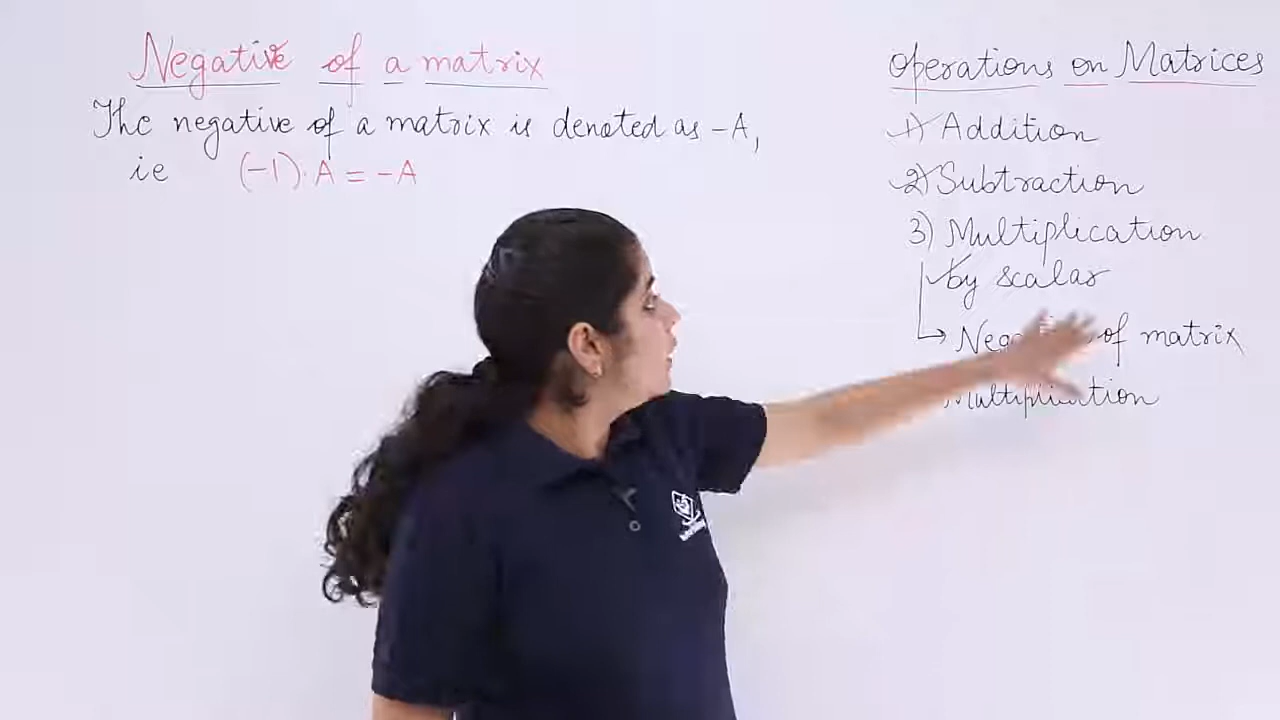 Negative of a matrix
The negative of a matrix is denoted as -A,
ie (-1).A = -A
Operations on Matrices
1) Addition
2) Subtraction
3) Multiplication
by scalar
→ of matrix
Multiplication